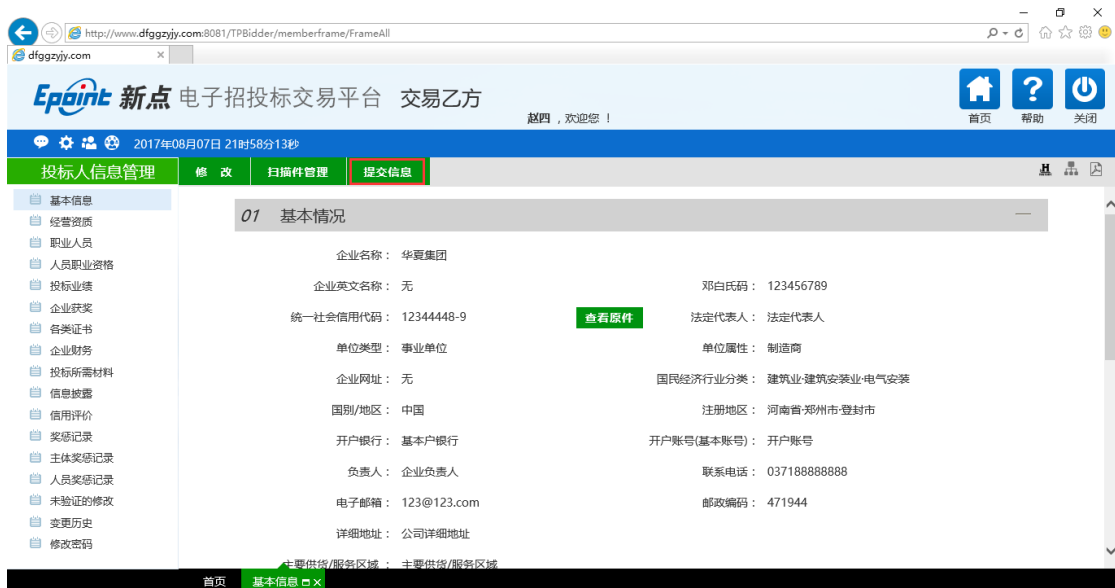 http://www.dfggzyjy.com:8081/TPBidder/memberframe/FrameAll
dfggzyjy.com ×
Epoint 新点 电子招投标交易平台 交易乙方
赵四 , 欢迎您 !
首页 帮助 关闭
2017年08月07日 21时58分13秒
投标人信息管理 修 改 扫描件管理 提交信息
基本信息
经营资质
职业人员
人员职业资格
投标业绩
企业获奖
各类证书
企业财务
投标所需材料
信息披露
信用评价
奖惩记录
主体奖惩记录
人员奖惩记录
未验证的修改
变更历史
修改密码
01 基本情况
企业名称: 华夏集团
企业英文名称: 无 邓白氏码: 123456789
统一社会信用代码: 12344448-9 查看原件 法定代表人: 法定代表人
单位类型: 事业单位 单位属性: 制造商
企业网址: 无 国民经济行业分类: 建筑业·建筑安装业·电气安装
国别/地区: 中国 注册地区: 河南省·郑州市·登封市
开户银行: 基本户银行 开户账号(基本账号): 开户账号
负责人: 企业负责人 联系电话: 037188888888
电子邮箱: 123@123.com 邮政编码: 471944
详细地址: 公司详细地址
主要供货/服务区域: 主要供货/服务区域
首页 基本信息